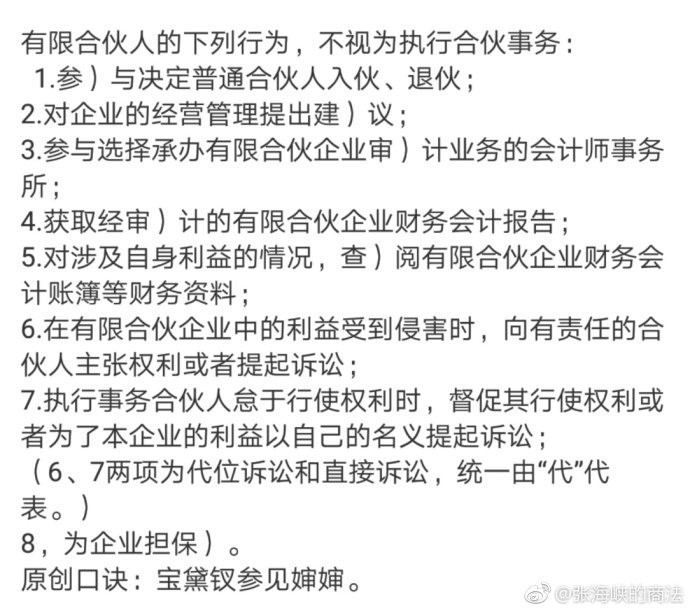 有限合伙人的下列行为，不视为执行合伙事务：
1.参）与决定普通合伙人入伙、退伙；
2.对企业的经营管理提出建）议；
3.参与选择承办有限合伙企业审）计业务的会计师事务
所；
4.获取经审）计的有限合伙企业财务会计报告；
5.对涉及自身利益的情况，查）阅有限合伙企业财务会
计账簿等财务资料；
6.在有限合伙企业中的利益受到侵害时，向有责任的合
伙人主张权利或者提起诉讼；
7.执行事务合伙人怠于行使权利时，督促其行使权利或
者为了本企业的利益以自己的名义提起诉讼；
（6、7两项为代位诉讼和直接诉讼，统一由“代”代
表。）
8，为企业担保）。
原创口诀：宝黛钗参见婶婶。
@张海峡的商法